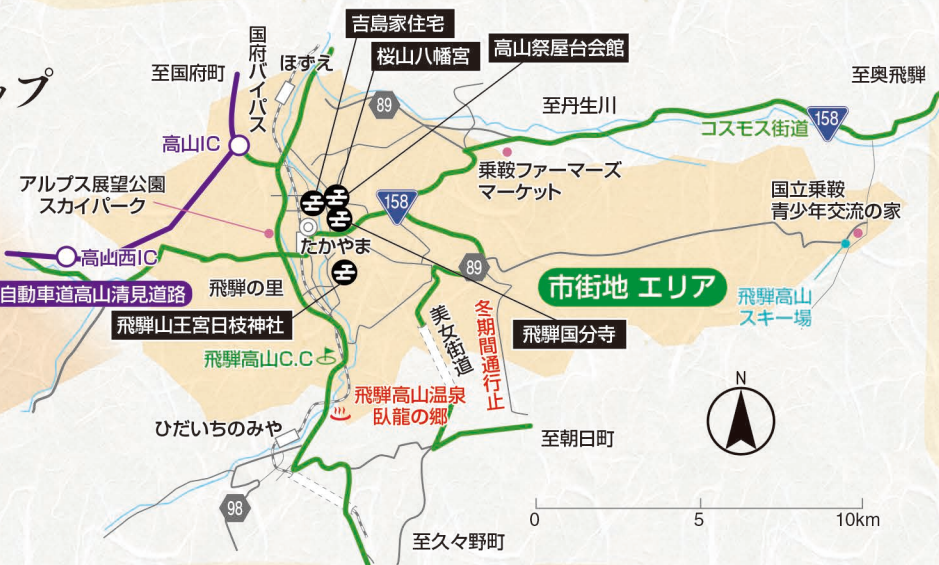 ップ
吉島家住宅
桜山八幡宮
高山祭屋台会館
国府バイパス
ほずえ
至国府町
至奥飛騨
89
至丹生川
158
コスモス街道
高山IC
乗鞍ファーマーズ
マーケット
アルプス展望公園
スカイパーク
158
国立乗鞍
青少年交流の家
たかやま
高山西IC
89
自動車道高山清見道路
飛騨の里
市街地 エリア
飛騨高山
スキー場
飛騨山王宮日枝神社
美女街道
冬期間通行止
飛騨国分寺
飛騨高山C.C
飛騨高山温泉
臥龍の郷
N
ひだいちのみや
至朝日町
98
0
5
10km
至久々野町